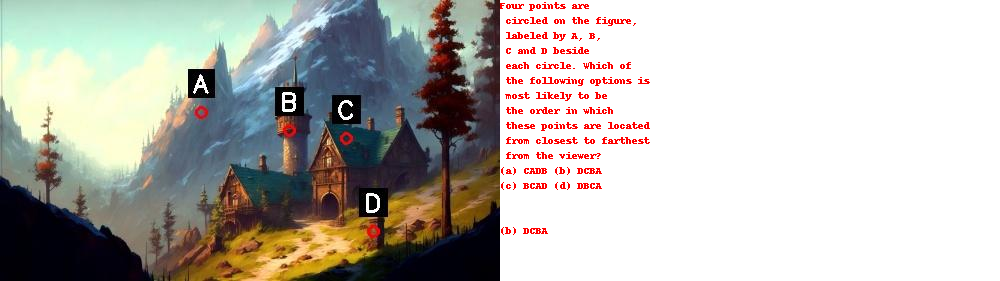 A
B
C
D
Four points are
circled on the figure,
labeled by A, B,
C and D beside
each circle. Which of
the following options is
most likely to be
the order in which
these points are located
from closest to farthest
from the viewer?
(a) CADB (b) DCBA
(c) BCAD (d) DBCA
(b) DCBA